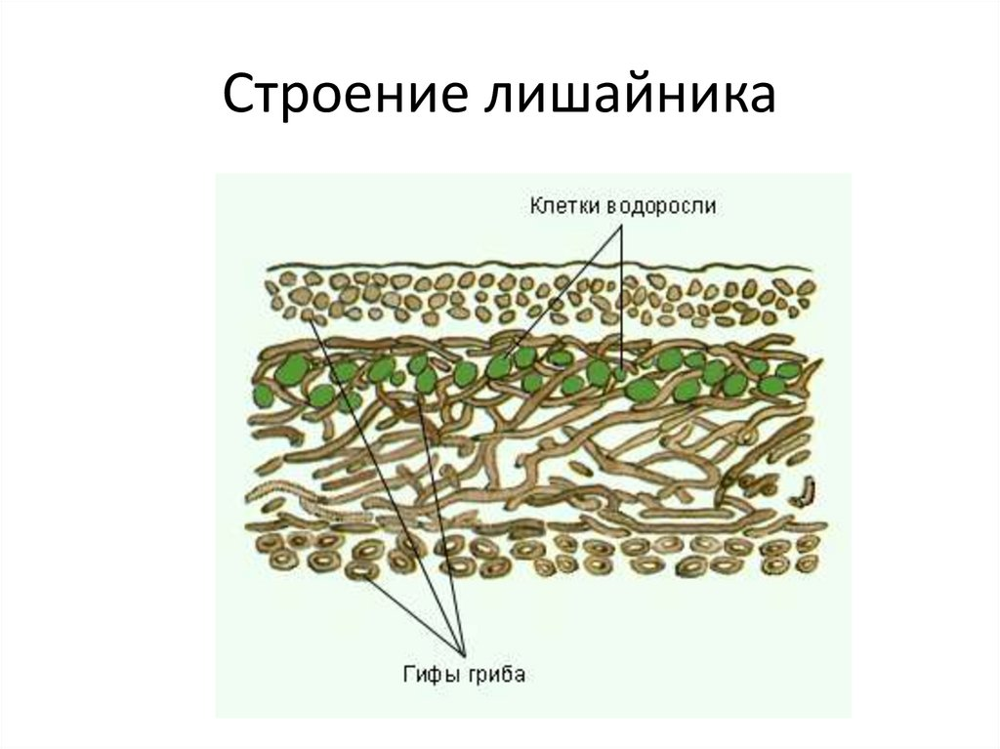 Строение лишайника
Клетки водоросли
Гифы гриба